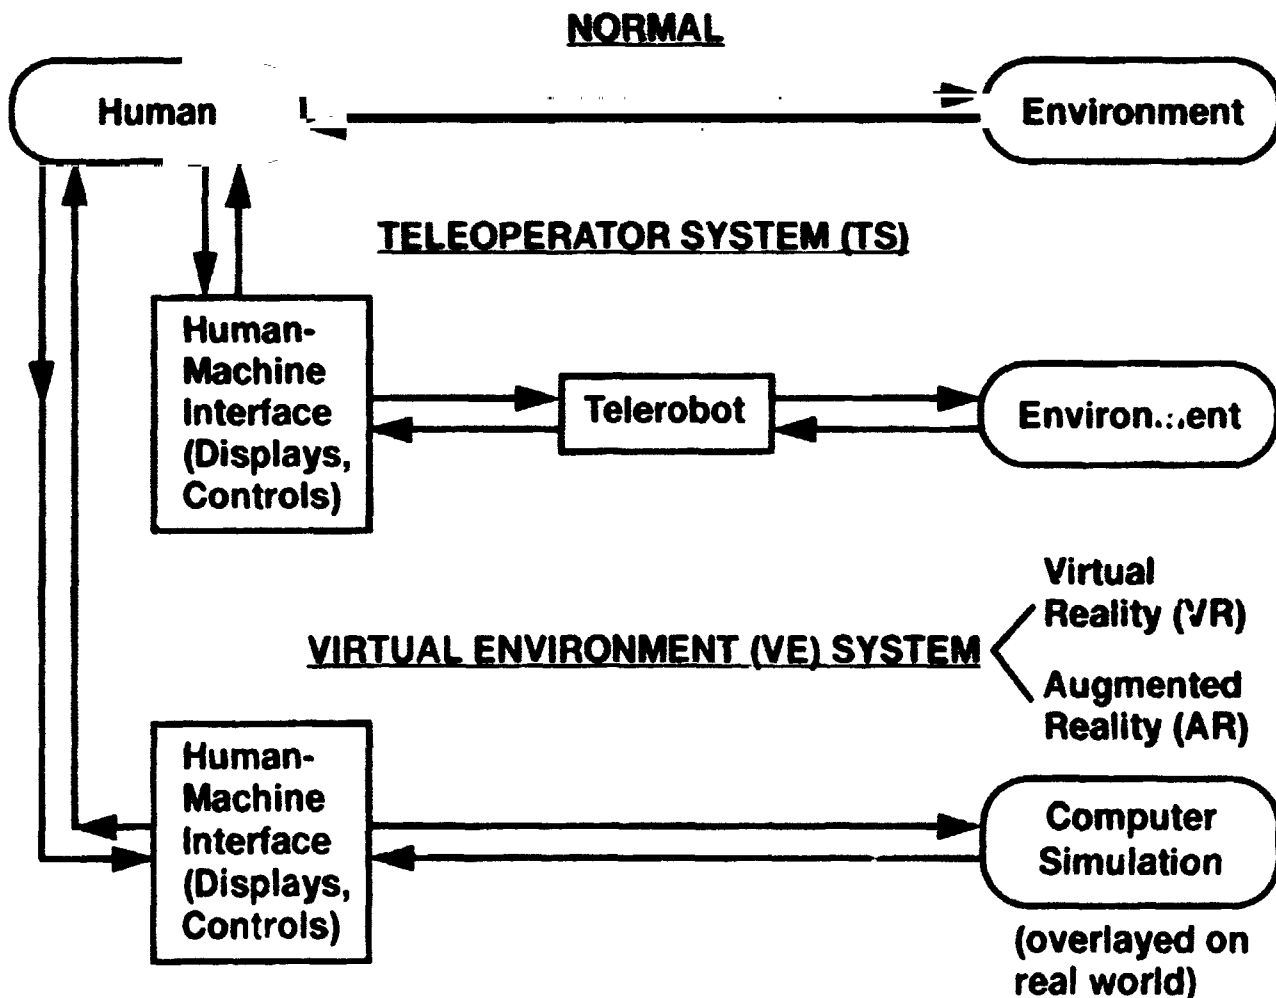 NORMAL
Human
Environment
TELEOPERATOR SYSTEM (TS)
Human-
Machine
Interface
(Displays,
Controls)
Telerobot
Environment
Virtual
Reality (VR)
VIRTUAL ENVIRONMENT (VE) SYSTEM
Augmented
Reality (AR)
Human-
Machine
Interface
(Displays,
Controls)
Computer
Simulation
(overlayed on
real world)